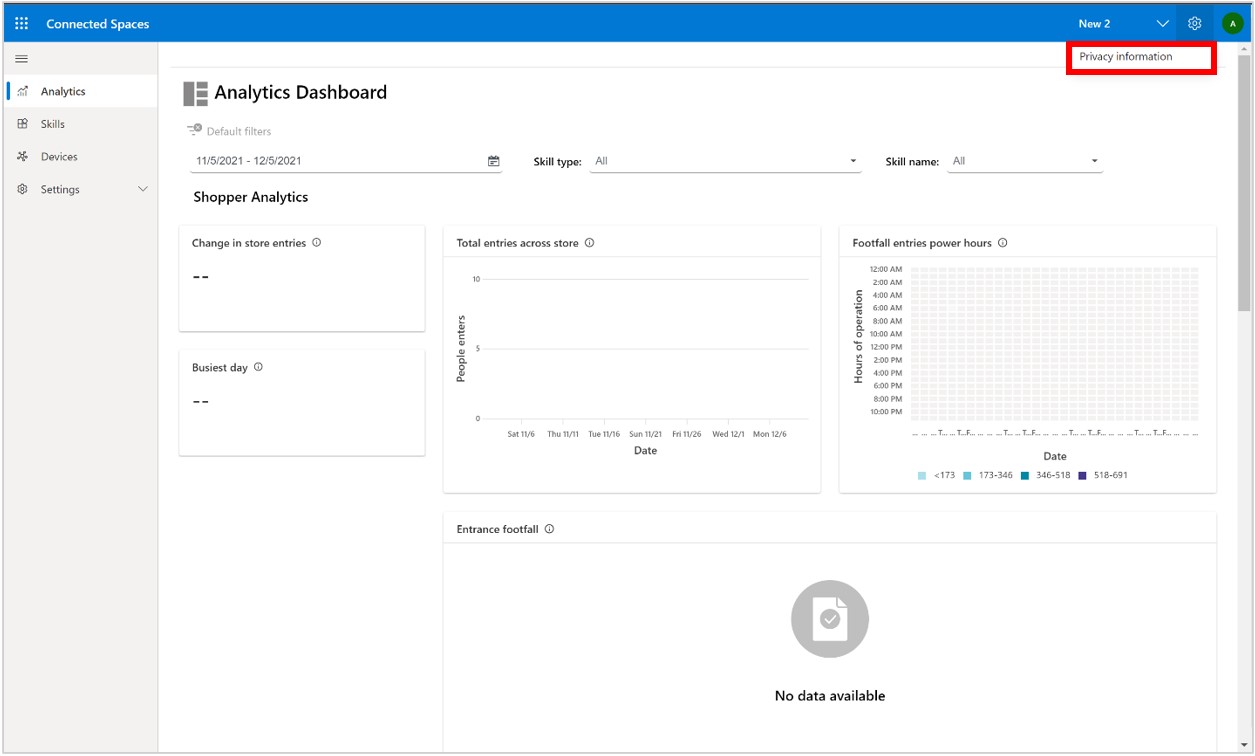 Connected Spaces
New 2
A
Privacy information
Analytics
Skills
Devices
Settings
Analytics Dashboard
Default filters
11/5/2021 - 12/5/2021
Skill type: All
Skill name: All
Shopper Analytics
Change in store entries
--
Busiest day
--
Total entries across store
People enters
10
5
0
Sat 11/6 Thu 11/11 Tue 11/16 Sun 11/21 Fri 11/26 Wed 12/1 Mon 12/6
Date
Footfall entries power hours
Hours of operation
12:00 AM
2:00 AM
4:00 AM
6:00 AM
8:00 AM
10:00 AM
12:00 PM
2:00 PM
4:00 PM
6:00 PM
8:00 PM
10:00 PM
... ... ... T... ... T...F... ... ... ... T... ... T...F... ... ... ... T... ... T...F... ... ... ... T... ... T...F... ... ... ...
Date
<173 173-346 346-518 518-691
Entrance footfall
No data available